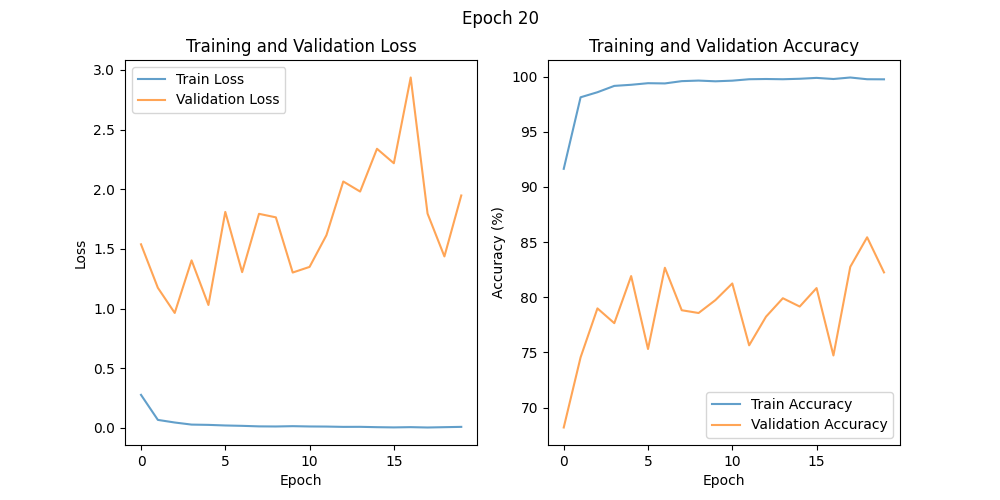 Epoch 20
Training and Validation Loss
Train Loss
Validation Loss
3.0
2.5
2.0
1.5
1.0
0.5
0.0
Loss
0
5
10
15
Epoch
Training and Validation Accuracy
100
95
90
85
80
75
70
Accuracy (%)
Train Accuracy
Validation Accuracy
0
5
10
15
Epoch